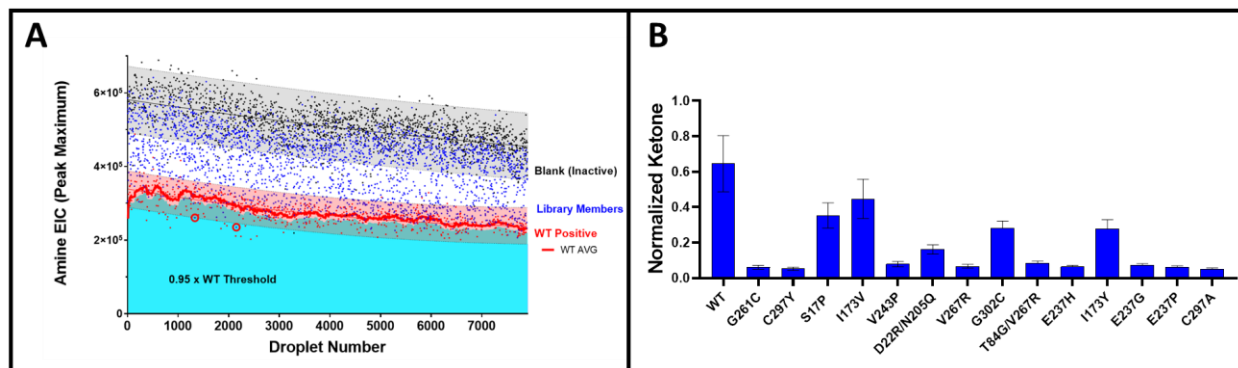 A
Amine EIC (Peak Maximum)
6×10⁵
4×10⁵
2×10⁵
0
Blank (Inactive)
Library Members
WT Positive
WT AVG
0.95 x WT Threshold
0 1000 2000 3000 4000 5000 6000 7000
Droplet Number
B
Normalized Ketone
1.0
0.8
0.6
0.4
0.2
0.0
WT
G261C
C297Y
S17P
I173V
V243P
D22R/N205Q
V267R
G302C
T84G/V267R
E237H
I173Y
E237G
E237P
C297A